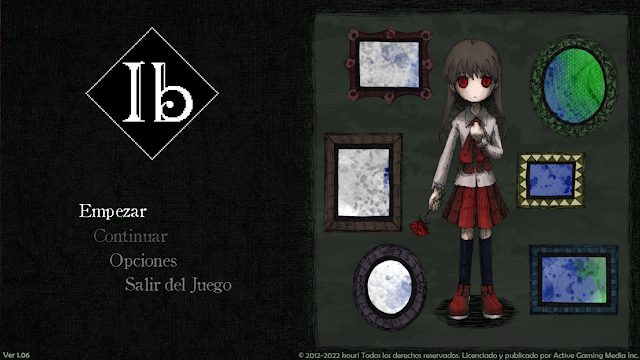 Ib
Empezar
Continuar
Opciones
Salir del Juego
Ver 1.06
© 2012-2022 kouri Todos los derechos reservados. Licenciado y publicado por Active Gaming Media Inc.